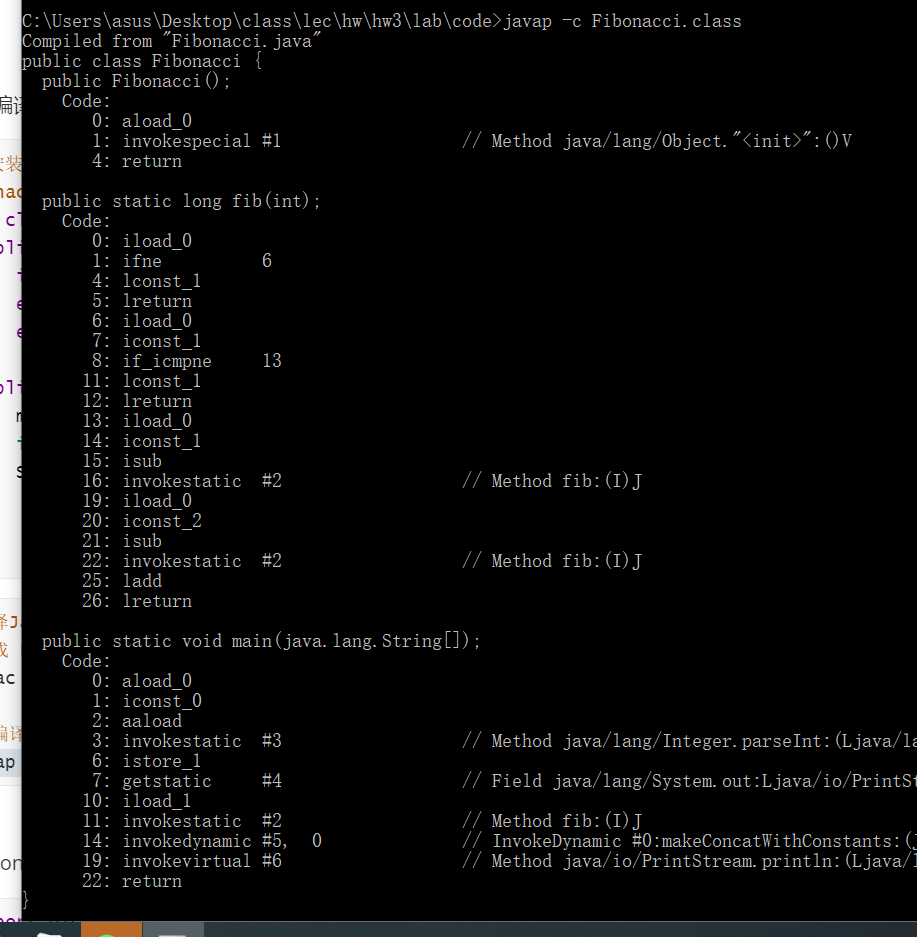 C:\Users\asus\Desktop\class\lec\hw\hw3\lab\code>javap -c Fibonacci.class
Compiled from "Fibonacci.java"
public class Fibonacci {
  public Fibonacci();
    Code:
       0: aload_0
       1: invokespecial #1                  // Method java/lang/Object."<init>":()V
       4: return

  public static long fib(int);
    Code:
       0: iload_0
       1: ifne          6
       4: lconst_1
       5: lreturn
       6: iload_0
       7: iconst_1
       8: if_icmpne     13
      11: lconst_1
      12: lreturn
      13: iload_0
      14: iconst_1
      15: isub
      16: invokestatic  #2                  // Method fib:(I)J
      19: iload_0
      20: iconst_2
      21: isub
      22: invokestatic  #2                  // Method fib:(I)J
      25: ladd
      26: lreturn

  public static void main(java.lang.String[]);
    Code:
       0: aload_0
       1: iconst_0
       2: aaload
       3: invokestatic  #3                  // Method java/lang/Integer.parseInt:(Ljava/la
       6: istore_1
       7: getstatic     #4                  // Field java/lang/System.out:Ljava/io/PrintSt
      10: iload_1
      11: invokestatic  #2                  // Method fib:(I)J
      14: invokedynamic #5,  0              // InvokeDynamic #0:makeConcatWithConstants:(J
      19: invokevirtual #6                  // Method java/io/PrintStream.println:(Ljava/l
      22: return
}